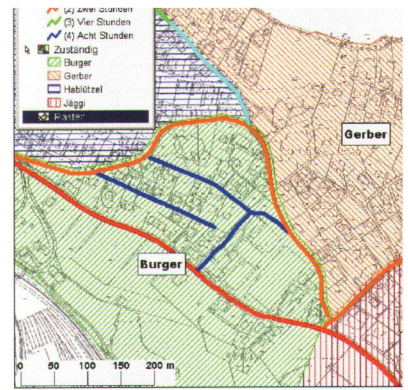 (2) Zwei Stunden
(3) Vier Stunden
(4) Acht Stunden
Zuständig
Burger
Gerber
Hablützel
Jäggi
Raster
Gerber
Burger
0 50 100 150 200 m